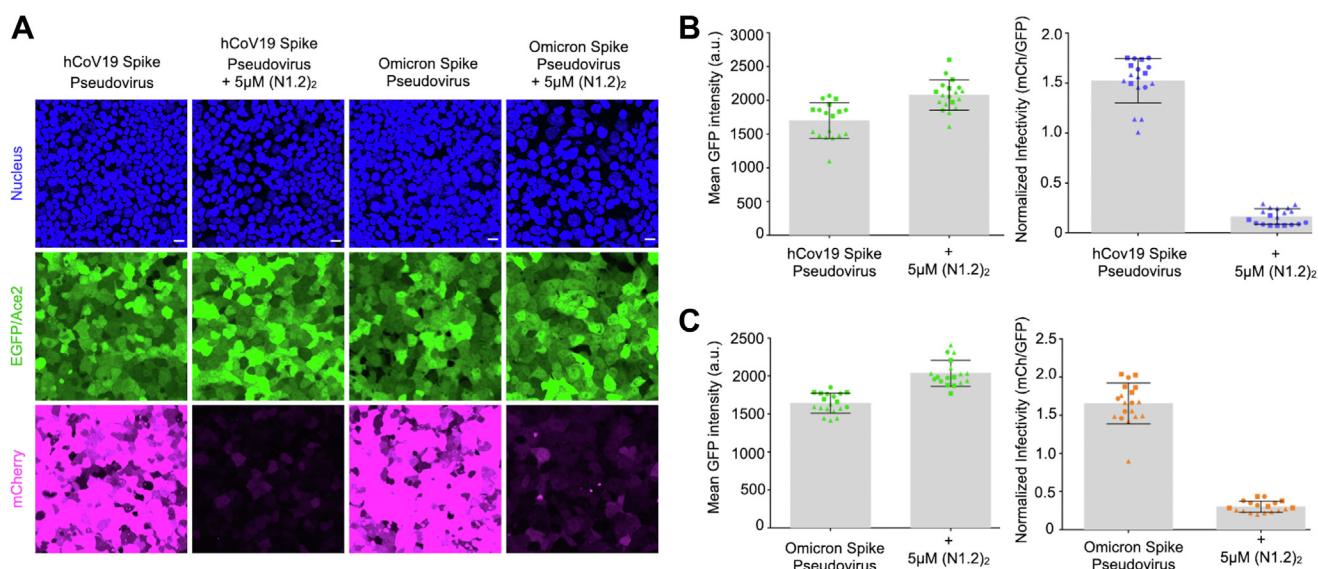 A
hCoV19 Spike
Pseudovirus
hCoV19 Spike
Pseudovirus
+ 5µM (N1.2)₂
Omicron Spike
Pseudovirus
Omicron Spike
Pseudovirus
+ 5µM (N1.2)₂
Nucleus
EGFP/Ace2
mCherry
B
Mean GFP intensity (a.u.)
3000
2500
2000
1500
1000
500
0
hCov19 Spike
Pseudovirus
+
5µM (N1.2)₂
Normalized Infectivity (mCh/GFP)
2.0
1.5
1.0
0.5
0
hCov19 Spike
Pseudovirus
+
5µM (N1.2)₂
C
Mean GFP intensity (a.u.)
2500
2000
1500
1000
500
0
Omicron Spike
Pseudovirus
+
5µM (N1.2)₂
Normalized Infectivity (mCh/GFP)
2.5
2.0
1.5
1.0
0.5
0
Omicron Spike
Pseudovirus
+
5µM (N1.2)₂